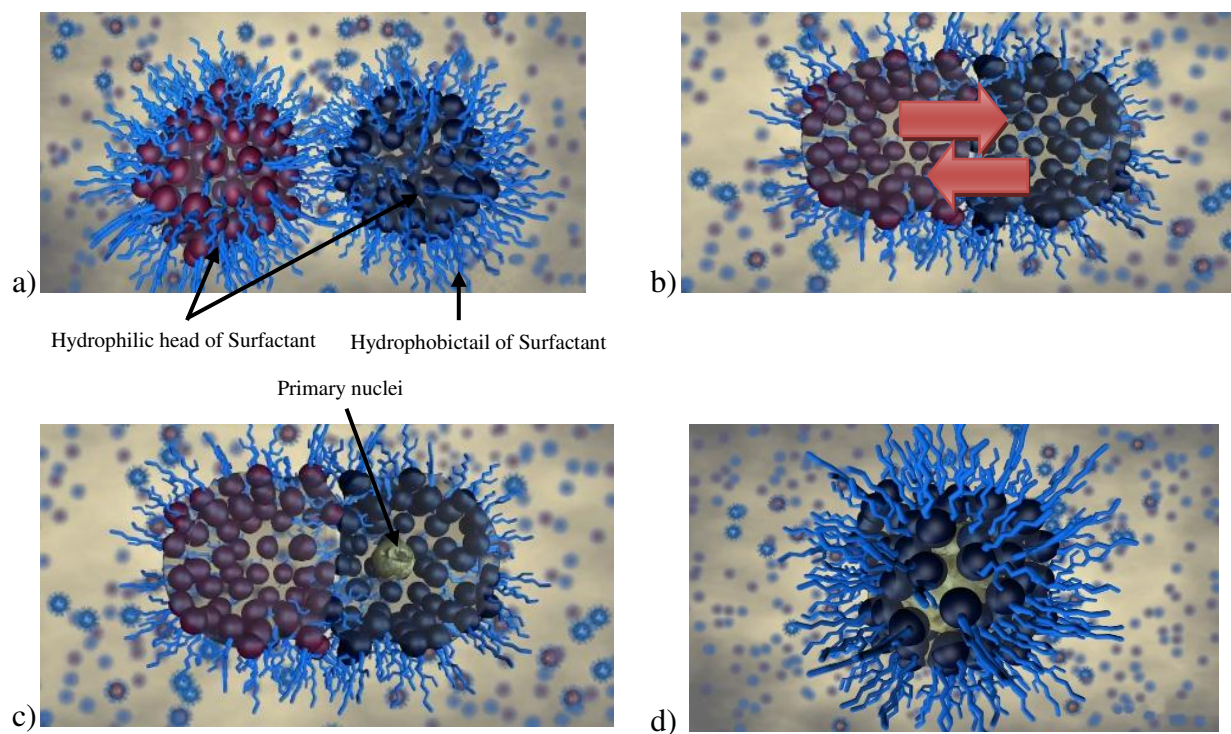 a)
b)
Hydrophilic head of Surfactant
Hydrophobictail of Surfactant
Primary nuclei
c)
d)